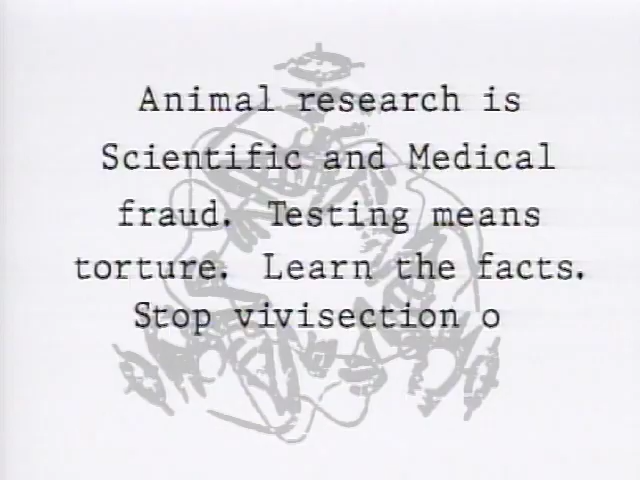 Animal research is
Scientific and Medical
fraud. Testing means
torture. Learn the facts.
Stop vivisection o